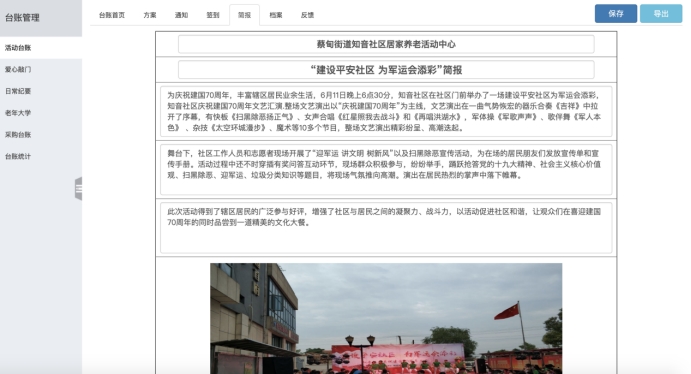 台账管理
台账首页
方案
通知
签到
简报
档案
反馈
保存
导出
活动台账
爱心敲门
日常纪要
老年大学
采购台账
台账统计
蔡甸街道知音社区居家养老活动中心
“建设平安社区 为军运会添彩”简报
为庆祝建国70周年，丰富辖区居民业余生活，6月11日晚上6点30分，知音社区在社区门前举办了一场建设平安社区为军运会添彩，
知音社区庆祝建国70周年文艺汇演,整场文艺演出以“庆祝建国70周年”为主线，文艺演出在一曲气势恢宏的器乐合奏《吉祥》中拉
开了序幕，有快板《扫黑除恶扬正气》、女声合唱《红星照我去战斗》和《再唱洪湖水》，军体操《军歌声声》、歌伴舞《军人本
色》 、杂技《太空环城漫步》、魔术等10多个节目，整场文艺演出精彩纷呈、高潮迭起。
舞台下，社区工作人员和志愿者现场开展了“迎军运 讲文明 树新风”以及扫黑除恶宣传活动，为在场的居民朋友们发放宣传单和宣
传手册。活动过程中还不时穿插有奖问答互动环节，现场群众积极参与，纷纷举手，踊跃抢答党的十九大精神、社会主义核心价值
观、扫黑除恶、迎军运、垃圾分类知识等题目，将现场气氛推向高潮。演出在居民热烈的掌声中落下帷幕。
此次活动得到了辖区居民的广泛参与好评，增强了社区与居民之间的凝聚力、战斗力，以活动促进社区和谐，让观众们在喜迎建国
70周年的同时品尝到一道精美的文化大餐。